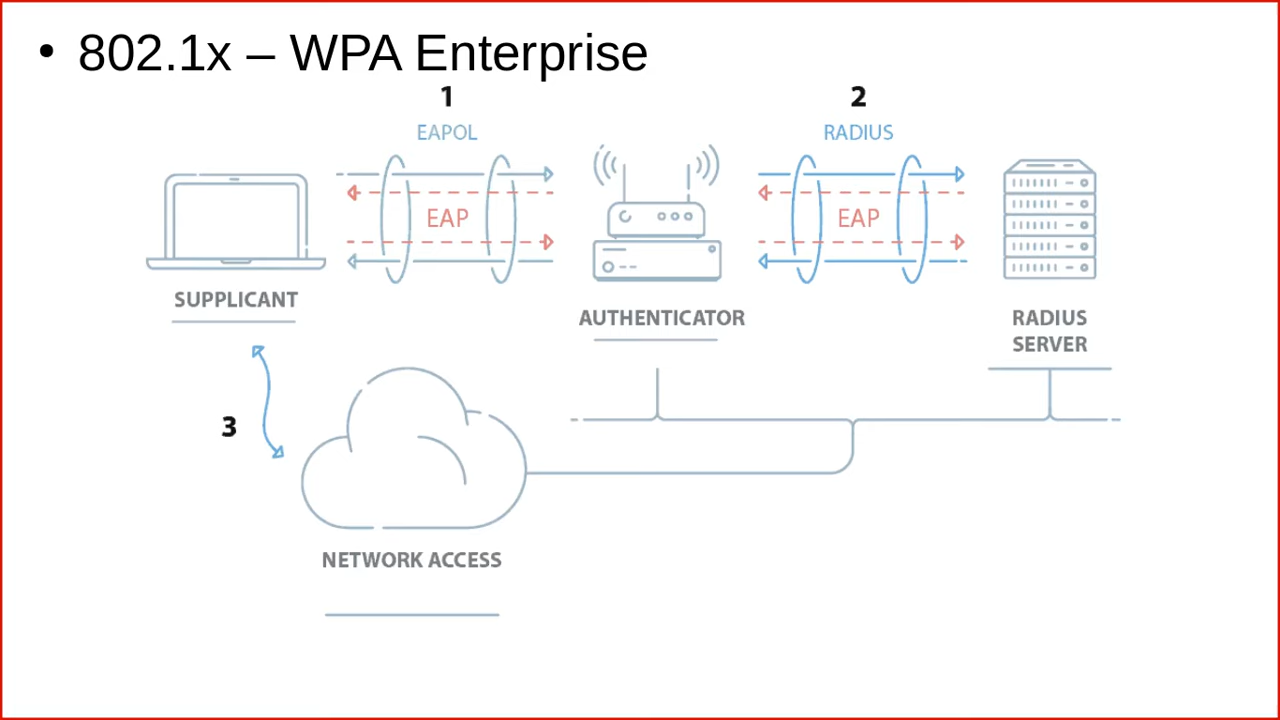 • 802.1x – WPA Enterprise
1
EAPOL
EAP
SUPPLICANT
2
RADIUS
EAP
AUTHENTICATOR
RADIUS
SERVER
3
NETWORK ACCESS